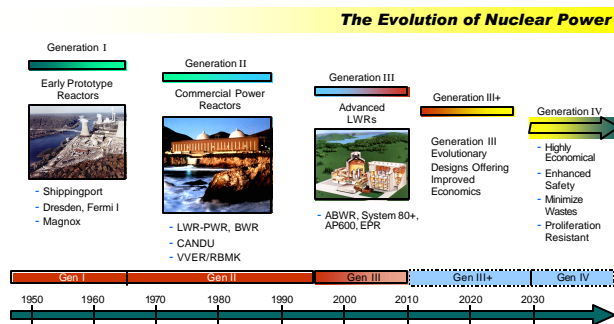 The Evolution of Nuclear Power
Generation I
Early Prototype
Reactors
- Shippingport
- Dresden, Fermi I
- Magnox
Generation II
Commercial Power
Reactors
- LWR-PWR, BWR
- CANDU
- VVER/RBMK
Generation III
Advanced
LWRs
- ABWR, System 80+,
AP600, EPR
Generation III+
Generation III
Evolutionary
Designs Offering
Improved
Economics
Generation IV
- Highly
Economical
- Enhanced
Safety
- Minimize
Wastes
- Proliferation
Resistant
Gen I Gen II Gen III Gen III+ Gen IV
1950 1960 1970 1980 1990 2000 2010 2020 2030